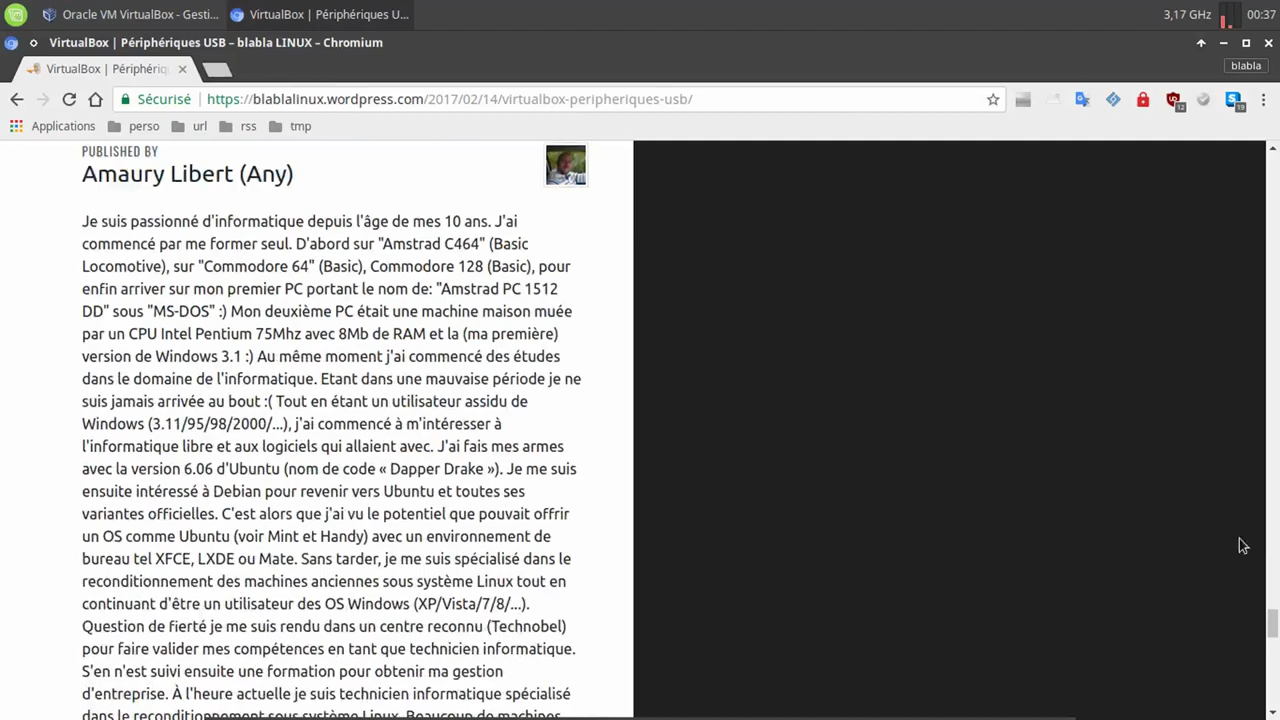 Oracle VM VirtualBox - Gesti...
VirtualBox | Périphériques U...
3,17 GHz
00:37
VirtualBox | Périphériques USB – blabla LINUX – Chromium
VirtualBox | Périphériq
blabla
Sécurisé
https://blablalinux.wordpress.com/2017/02/14/virtualbox-peripheriques-usb/
12
19
Applications
perso
url
rss
tmp
PUBLISHED BY
Amaury Libert (Any)
Je suis passionné d'informatique depuis l'âge de mes 10 ans. J'ai
commencé par me former seul. D'abord sur "Amstrad C464" (Basic
Locomotive), sur "Commodore 64" (Basic), Commodore 128 (Basic), pour
enfin arriver sur mon premier PC portant le nom de: "Amstrad PC 1512
DD" sous "MS-DOS" :) Mon deuxième PC était une machine maison muée
par un CPU Intel Pentium 75Mhz avec 8Mb de RAM et la (ma première)
version de Windows 3.1 :) Au même moment j'ai commencé des études
dans le domaine de l'informatique. Etant dans une mauvaise période je ne
suis jamais arrivée au bout :( Tout en étant un utilisateur assidu de
Windows (3.11/95/98/2000/...), j'ai commencé à m'intéresser à
l'informatique libre et aux logiciels qui allaient avec. J'ai fais mes armes
avec la version 6.06 d'Ubuntu (nom de code « Dapper Drake »). Je me suis
ensuite intéressé à Debian pour revenir vers Ubuntu et toutes ses
variantes officielles. C'est alors que j'ai vu le potentiel que pouvait offrir
un OS comme Ubuntu (voir Mint et Handy) avec un environnement de
bureau tel XFCE, LXDE ou Mate. Sans tarder, je me suis spécialisé dans le
reconditionnement des machines anciennes sous système Linux tout en
continuant d'être un utilisateur des OS Windows (XP/Vista/7/8/...).
Question de fierté je me suis rendu dans un centre reconnu (Technobel)
pour faire valider mes compétences en tant que technicien informatique.
S'en n'est suivi ensuite une formation pour obtenir ma gestion
d'entreprise. À l'heure actuelle je suis technicien informatique spécialisé
dans le reconditionnement sous système Linux. Beaucoup de machines